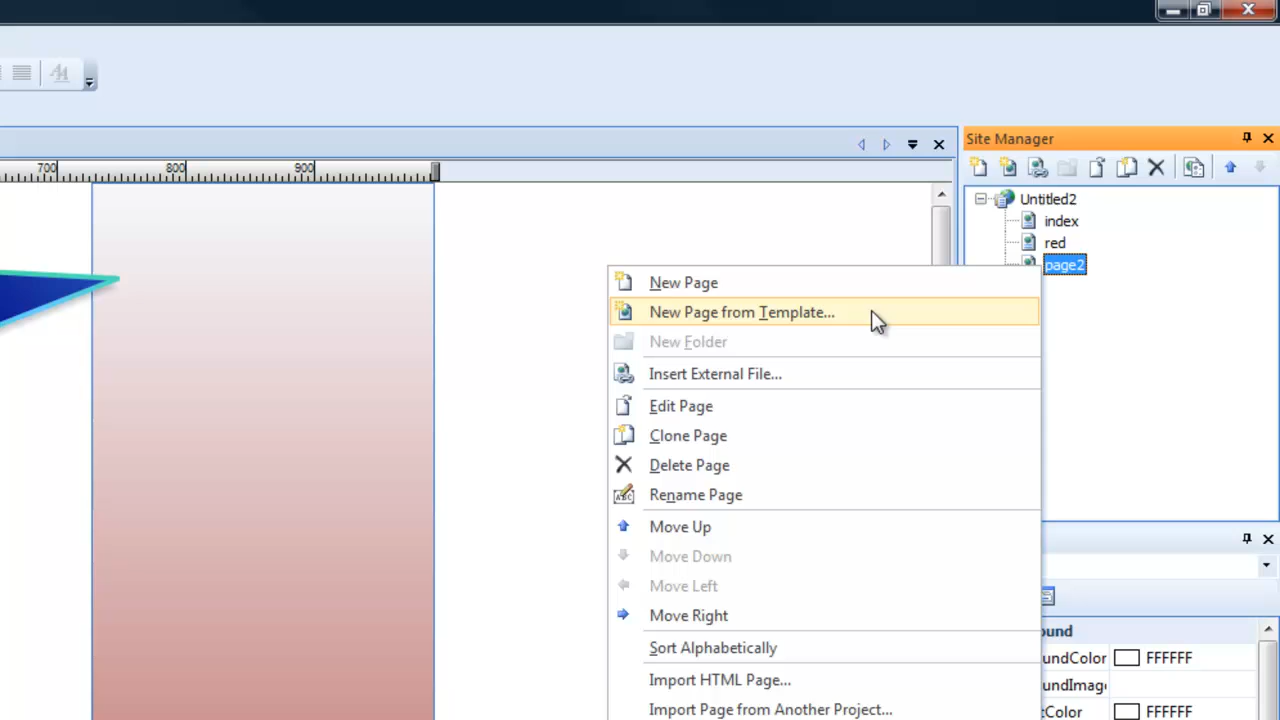 700
800
900
Site Manager
Untitled2
index
red
page2
New Page
New Page from Template...
New Folder
Insert External File...
Edit Page
Clone Page
Delete Page
Rename Page
Move Up
Move Down
Move Left
Move Right
Sort Alphabetically
Import HTML Page...
Import Page from Another Project...
ound
undColor FFFFFF
undImag
tColor FFFFFF